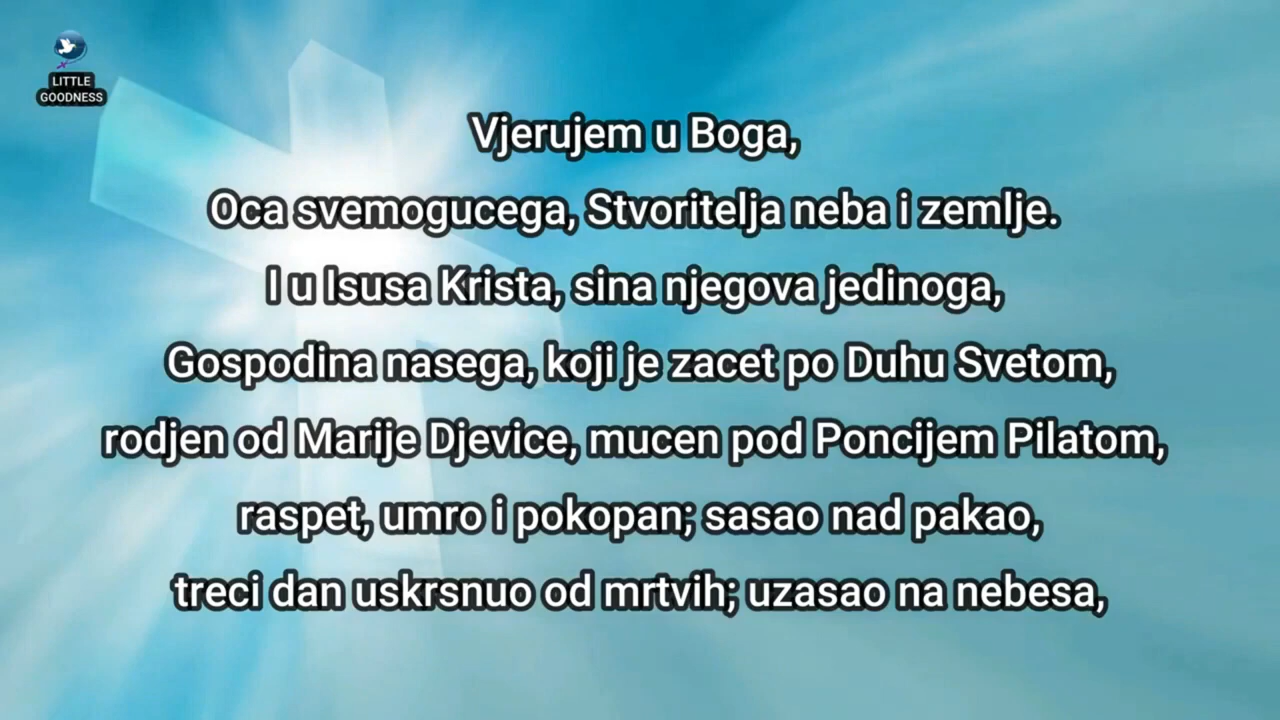 LITTLE
GOODNESS
Vjerujem u Boga,
Oca svemogucega, Stvoritelja neba i zemlje.
I u Isusa Krista, sina njegova jedinoga,
Gospodina nasega, koji je zacet po Duhu Svetom,
rodjen od Marije Djevice, mucen pod Poncijem Pilatom,
raspet, umro i pokopan; sasao nad pakao,
treci dan uskrsnuo od mrtvih; uzasao na nebesa,